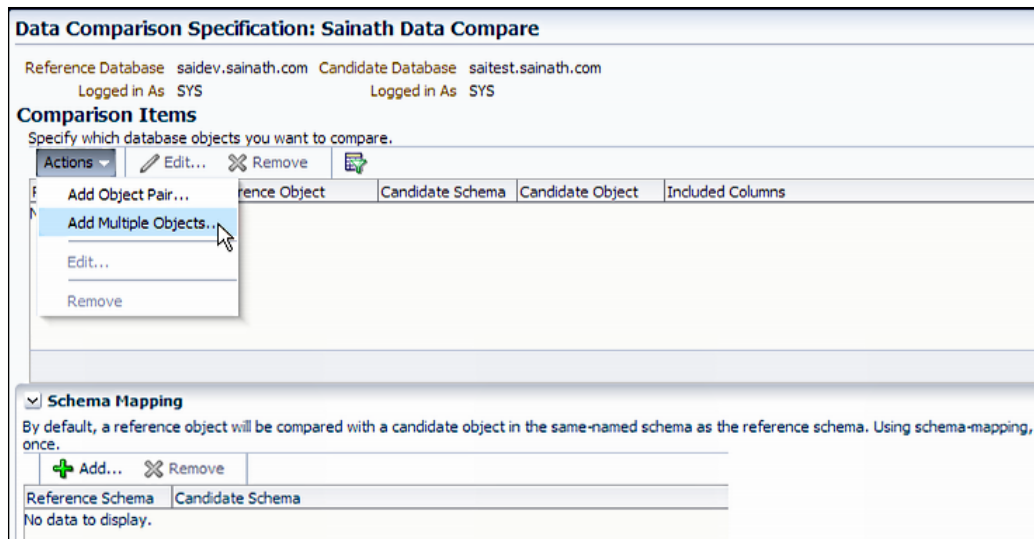 Data Comparison Specification: Sainath Data Compare
Reference Database saidev.sainath.com Candidate Database saitest.sainath.com
Logged in As SYS Logged in As SYS
Comparison Items
Specify which database objects you want to compare.
Actions Edit... Remove
rence Object Candidate Schema Candidate Object Included Columns
Add Object Pair...
Add Multiple Objects..
Edit...
Remove
Schema Mapping
By default, a reference object will be compared with a candidate object in the same-named schema as the reference schema. Using schema-mapping,
once.
Add... Remove
Reference Schema Candidate Schema
No data to display.